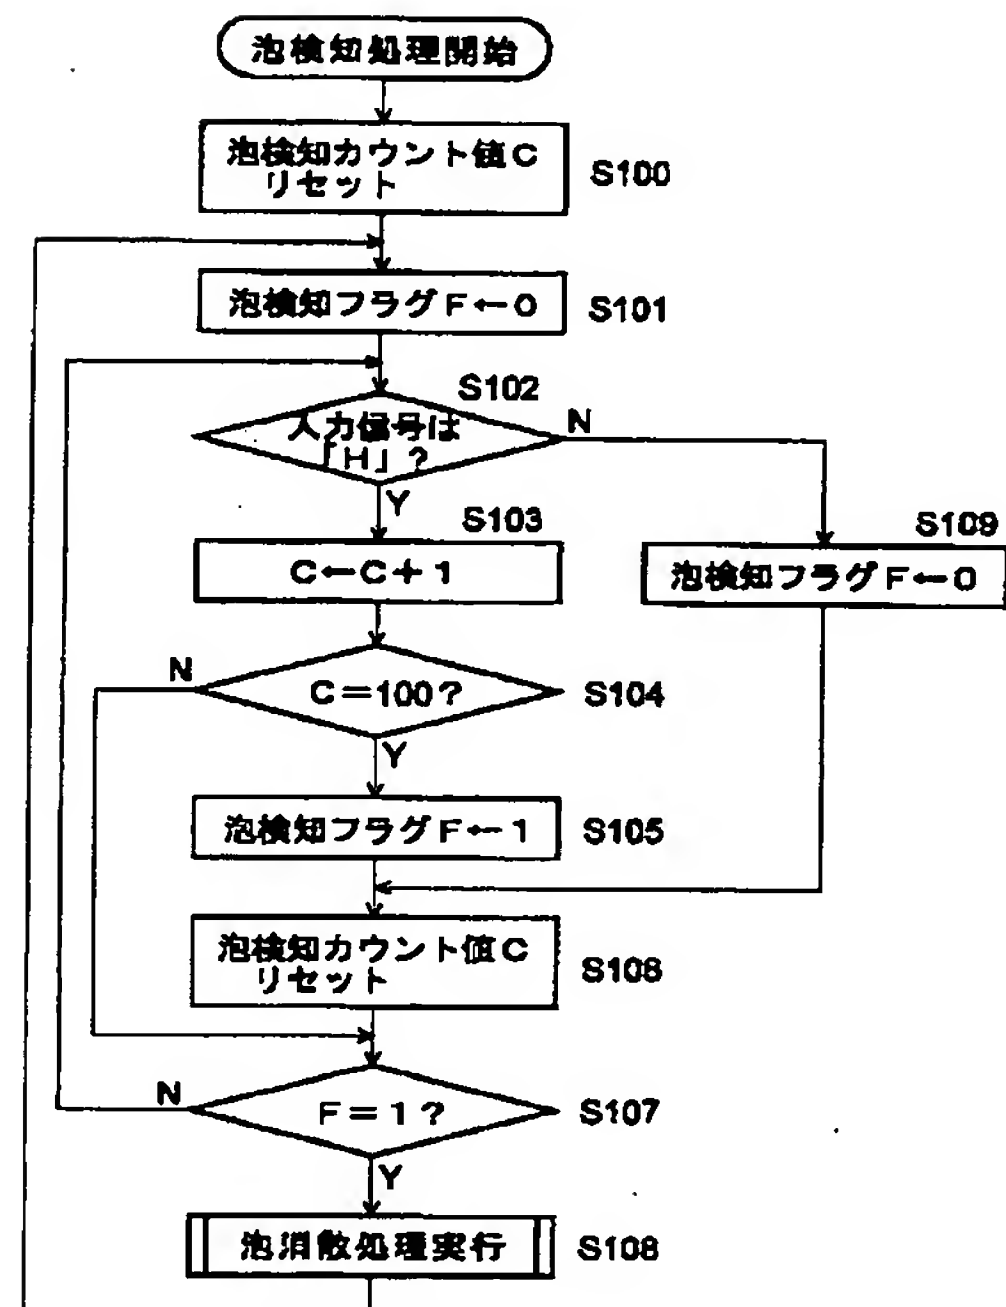 泡検知処理開始
泡検知カウント値C
リセット
S100
泡検知フラグF←0
S101
S102
入力信号は
「H」?
N
Y
S103
C←C+1
S109
泡検知フラグF←0
N
C=100?
S104
Y
泡検知フラグF←1
S105
泡検知カウント値C
リセット
S106
N
F=1?
S107
Y
泡消散処理実行
S108